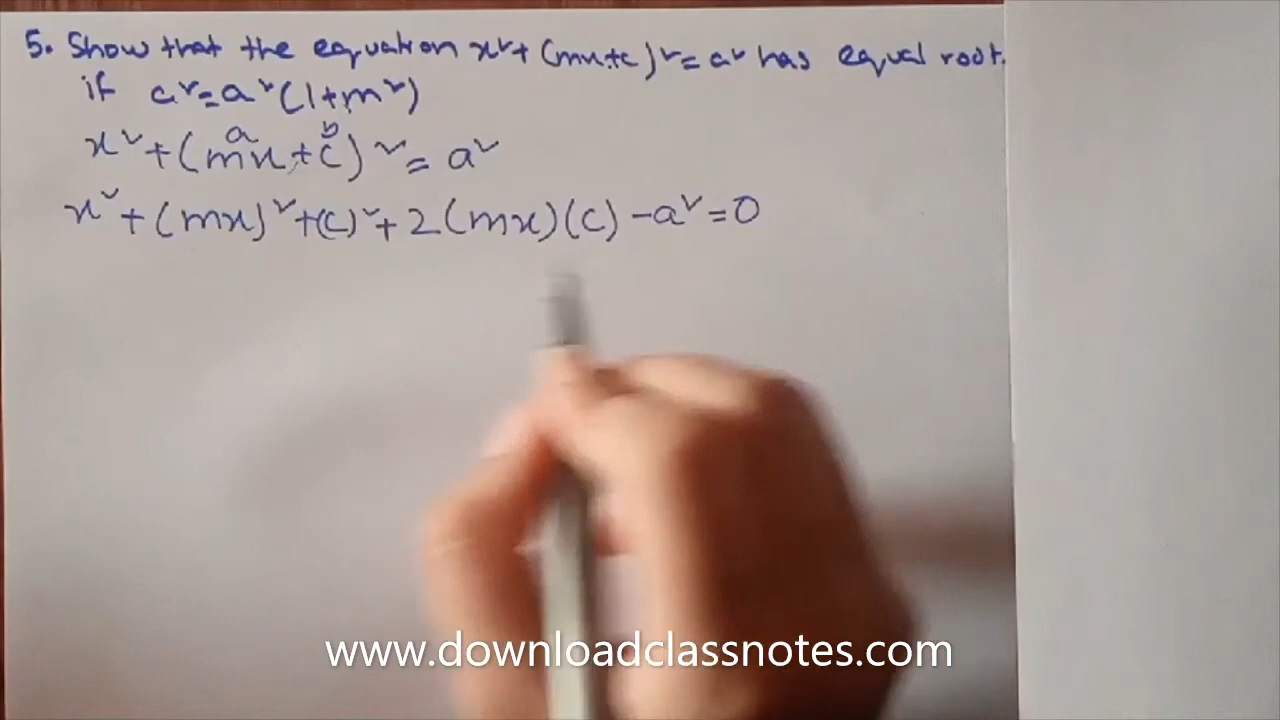 5. Show that the equation x²+(mx+c)²=a² has equal root.
if c²=a²(1+m²)
a b
x²+(mx+c)²=a²
x²+(mx)²+(c)²+2(mx)(c)-a²=0
www.downloadclassnotes.com